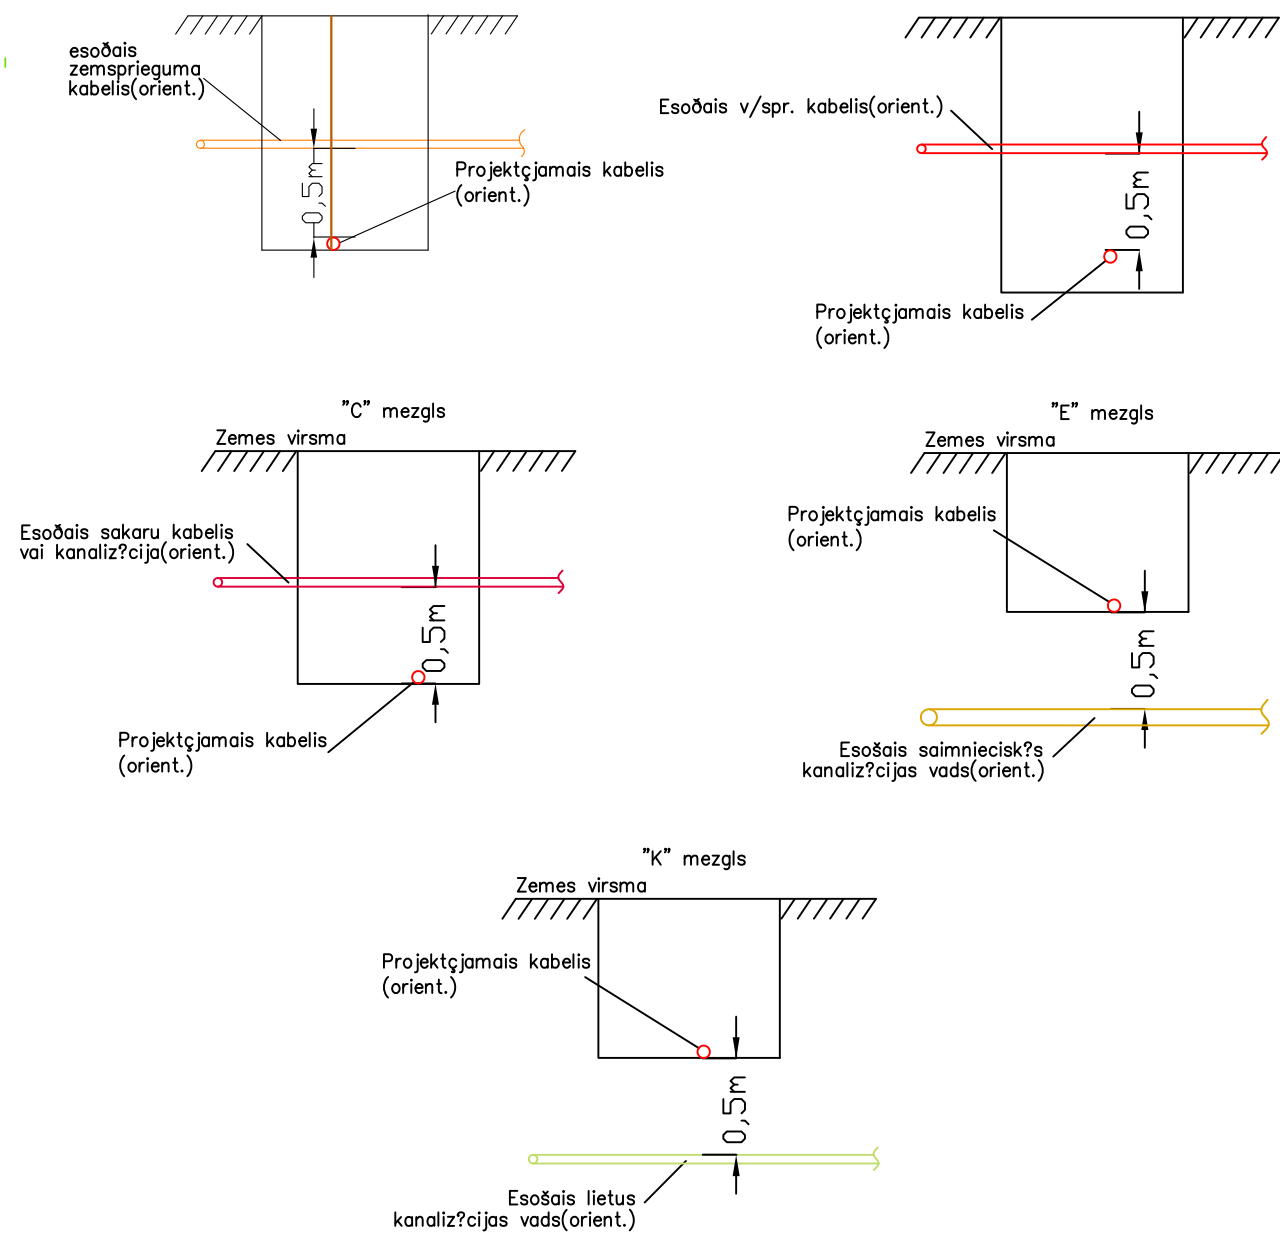 esoðais
zemsprieguma
kabelis(orient.)
0,5m
Projektçjamais kabelis
(orient.)
Esoðais v/spr. kabelis(orient.)
0,5m
Projektçjamais kabelis
(orient.)
”C” mezgls
Zemes virsma
Esoðais sakaru kabelis
vai kanaliz?cija(orient.)
0,5m
Projektçjamais kabelis
(orient.)
”E” mezgls
Zemes virsma
Projektçjamais kabelis
(orient.)
0,5m
Esošais saimniecisk?s
kanaliz?cijas vads(orient.)
”K” mezgls
Zemes virsma
Projektçjamais kabelis
(orient.)
0,5m
Esošais lietus
kanaliz?cijas vads(orient.)